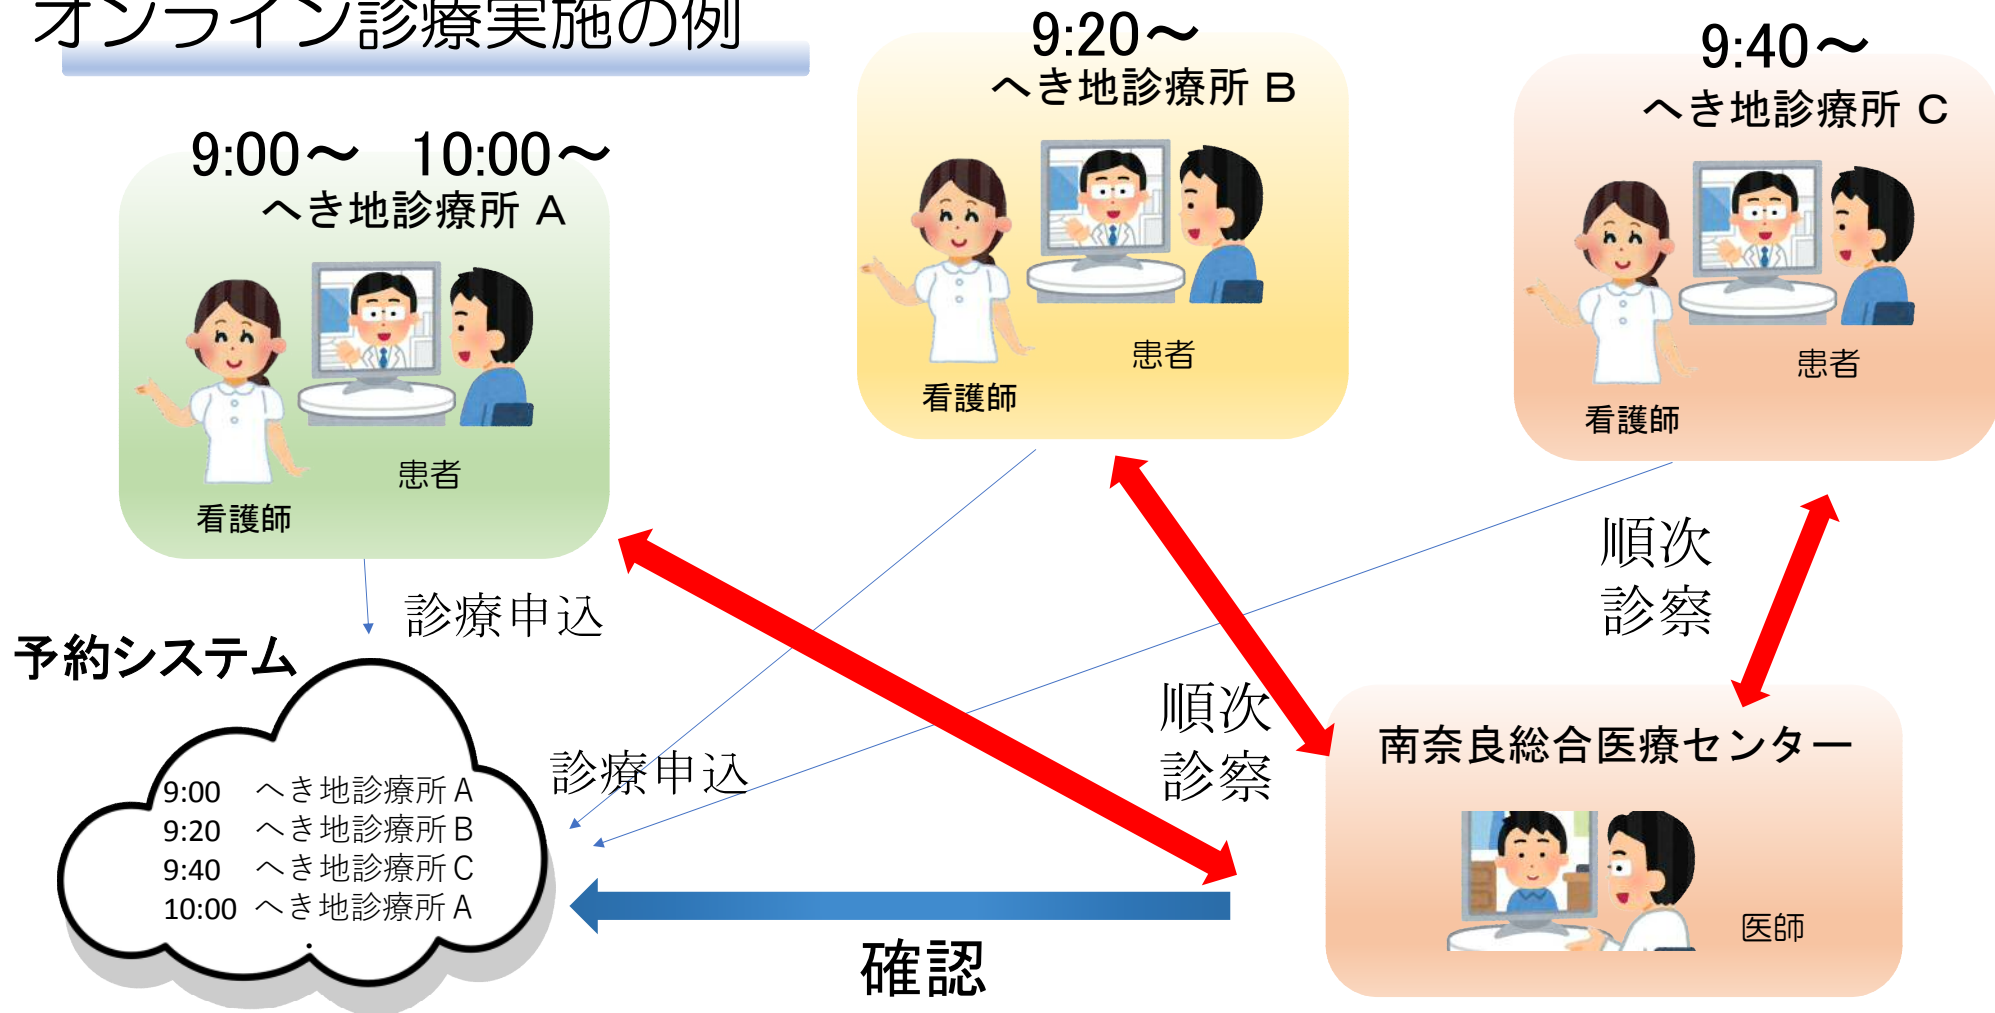 オンライン診療実施の例
9:00～ 10:00～
へき地診療所 A
看護師
患者
9:20～
へき地診療所 B
看護師
患者
9:40～
へき地診療所 C
看護師
患者
診療申込
診療申込
順次
診察
順次
診察
予約システム
9:00 へき地診療所 A
9:20 へき地診療所 B
9:40 へき地診療所 C
10:00 へき地診療所 A
.
確認
南奈良総合医療センター
医師